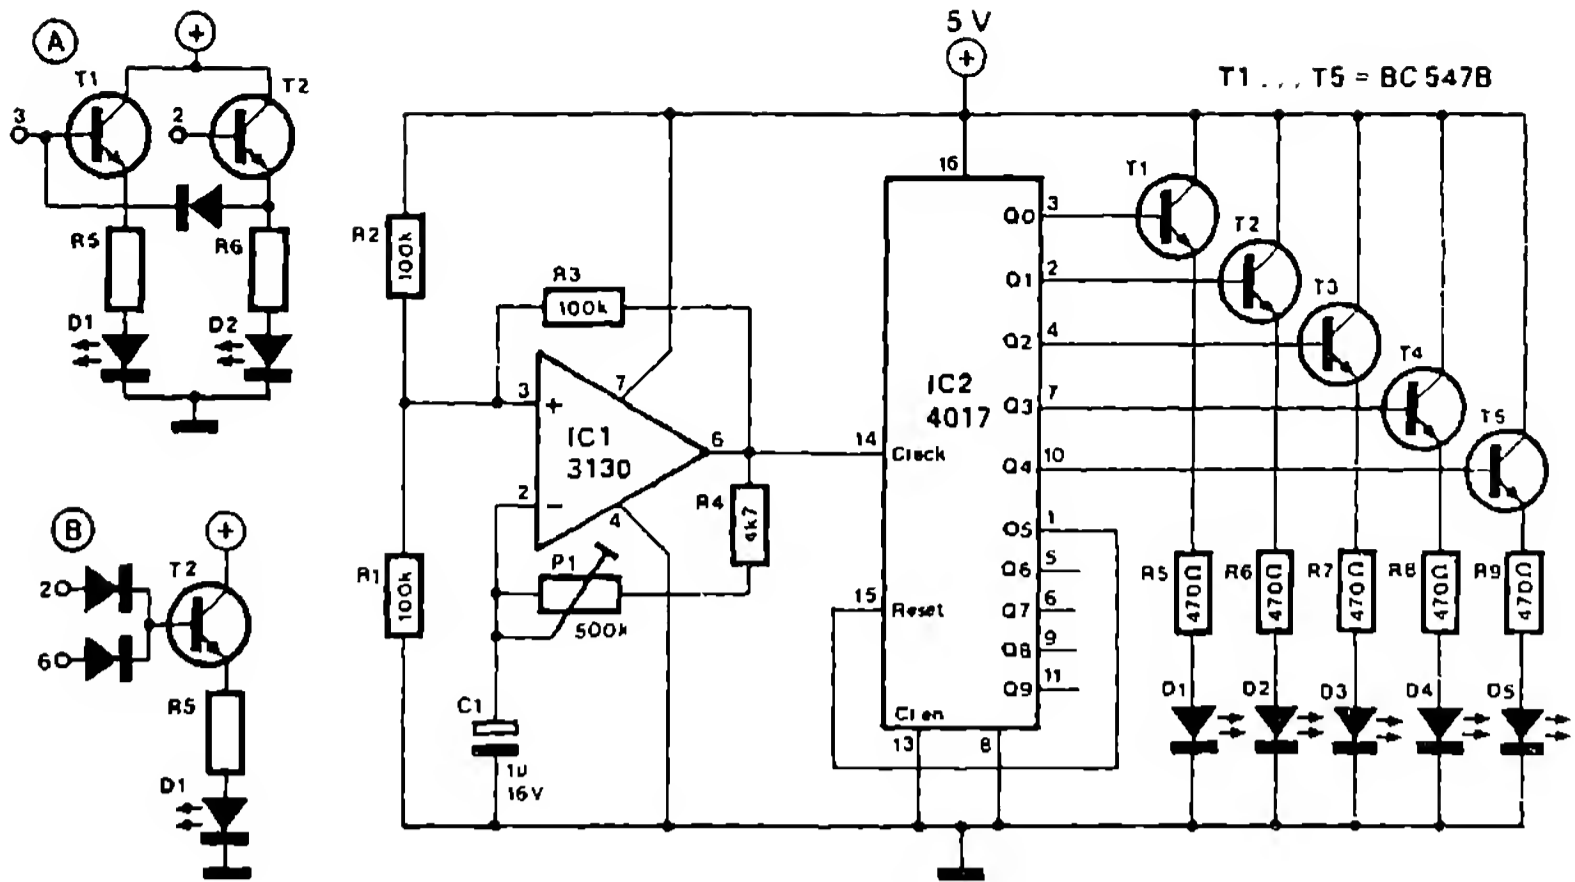 A
+
T1
T2
3
2
R5
R6
D1
D2
B
+
T2
2
6
R5
D1
5 V
+
T1 ... T5 = BC 547B
R2
100k
R3
100k
3
+
7
IC1
3130
6
2
-
4
R4
4k7
P1
500k
R1
100k
C1
1µ
16V
16
IC2
4017
14
Clock
15
Reset
Cl en
13
8
Q0
3
Q1
2
Q2
4
Q3
7
Q4
10
Q5
1
Q6
5
Q7
6
Q8
9
Q9
11
T1
T2
T3
T4
T5
R5
470Ω
R6
470Ω
R7
470Ω
R8
470Ω
R9
470Ω
D1
D2
D3
D4
D5